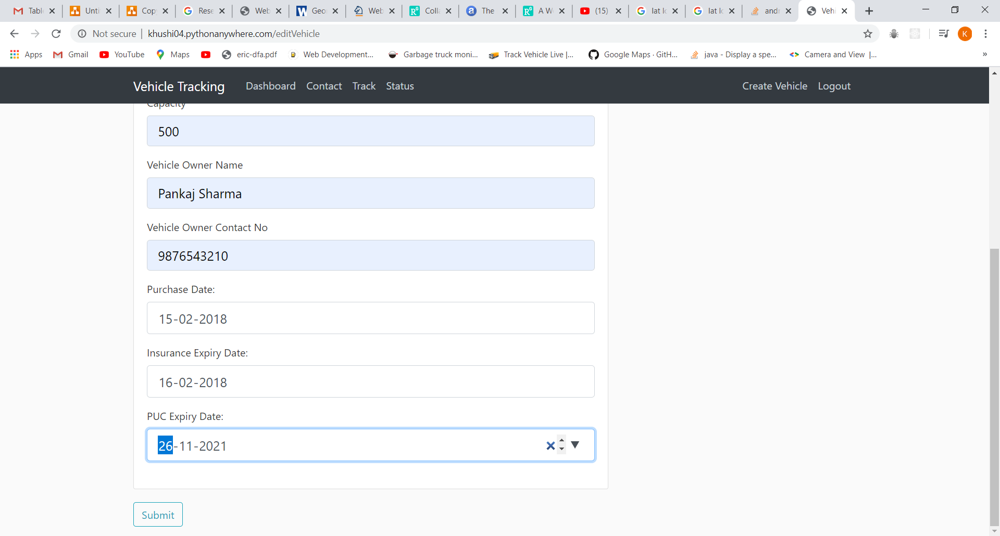 Tabl Unti Cop Rese Web Geo Web Coll The A W (15) lat lo lat lo andr Vehi
Not secure khushi04.pythonanywhere.com/editVehicle K
Apps Gmail YouTube Maps eric-dfa.pdf Web Development... Garbage truck moni... Track Vehicle Live |... Google Maps · GitH... java - Display a spe... Camera and View |... »
Vehicle Tracking Dashboard Contact Track Status Create Vehicle Logout
Capacity
500
Vehicle Owner Name
Pankaj Sharma
Vehicle Owner Contact No
9876543210
Purchase Date:
15-02-2018
Insurance Expiry Date:
16-02-2018
PUC Expiry Date:
26-11-2021
Submit